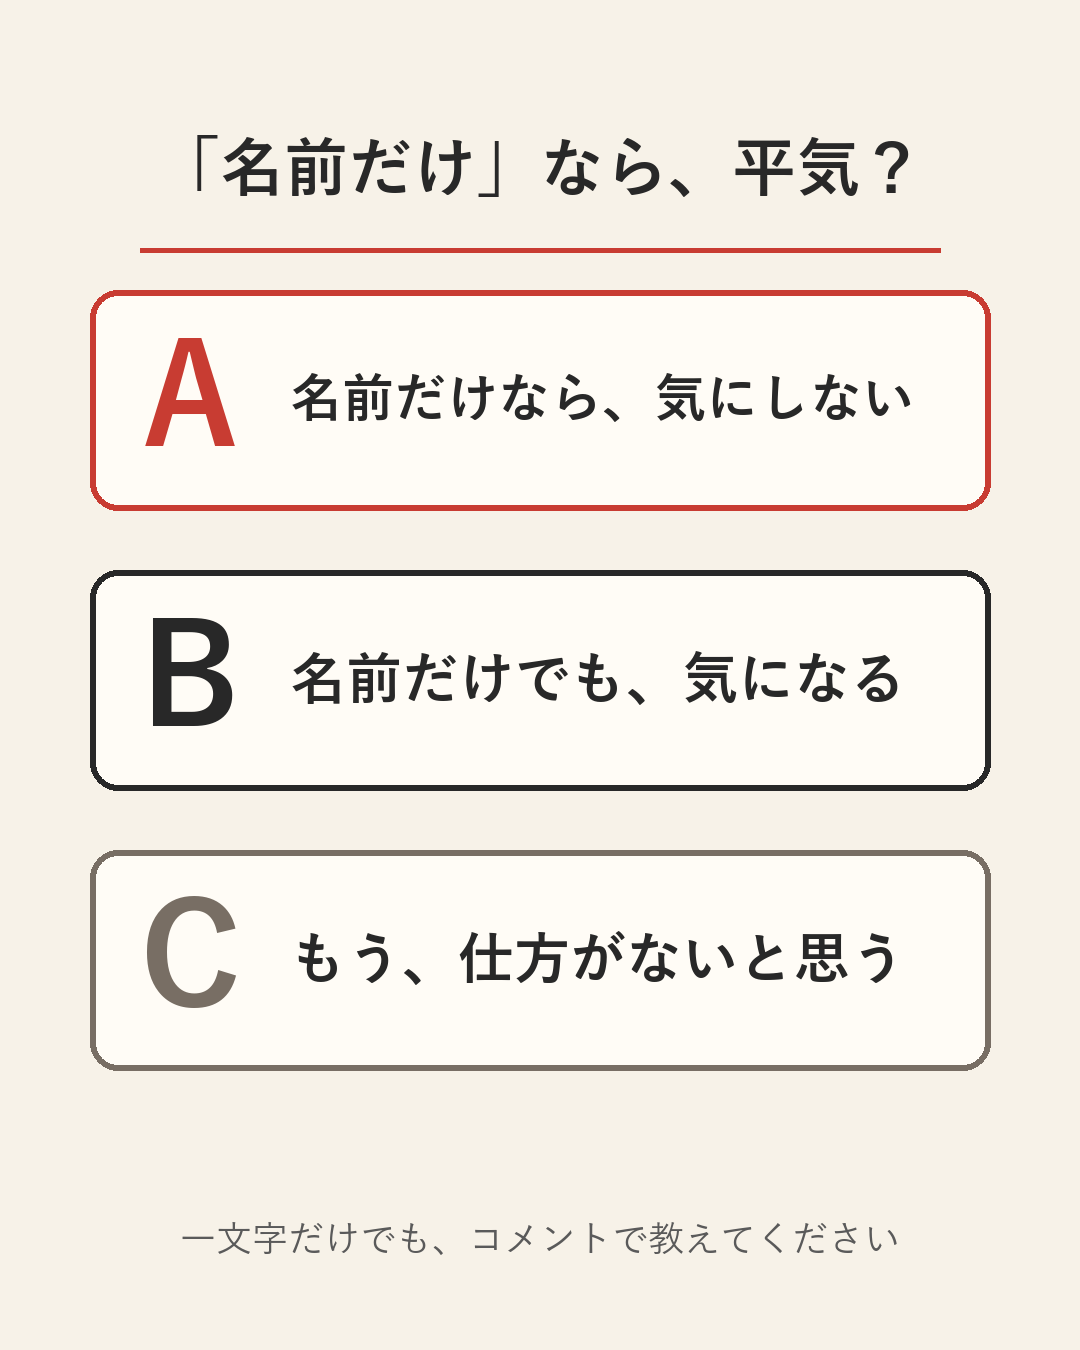 「名前だけ」なら、平気？
A 名前だけなら、気にしない
B 名前だけでも、気になる
C もう、仕方がないと思う
一文字だけでも、コメントで教えてください